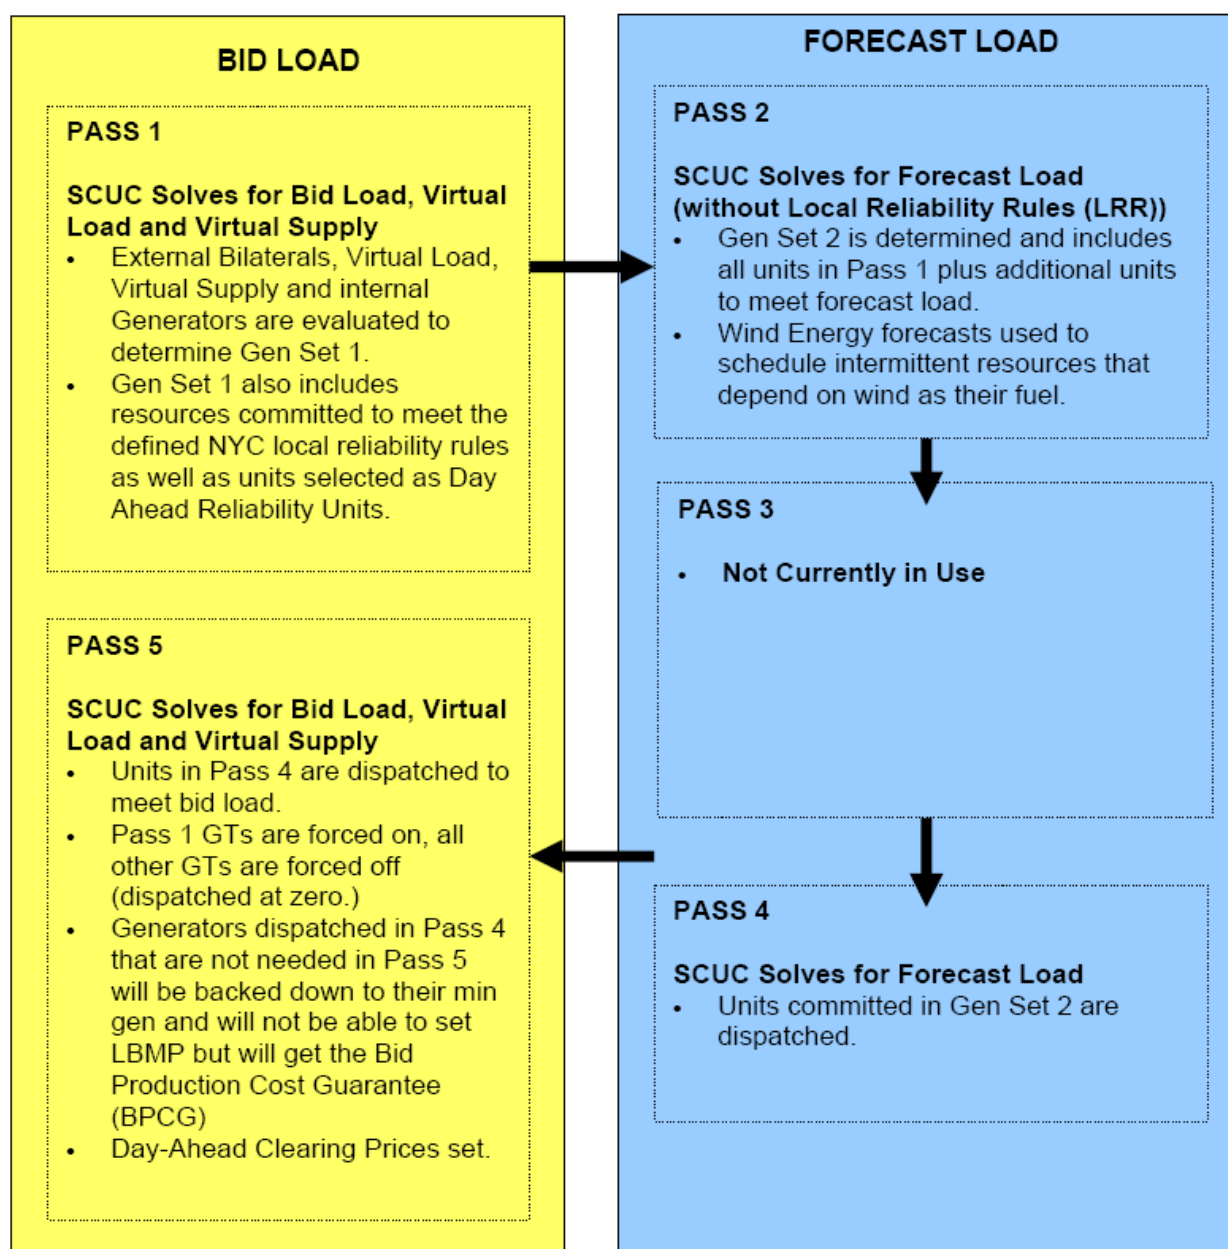 BID LOAD
PASS 1
SCUC Solves for Bid Load, Virtual
Load and Virtual Supply
• External Bilaterals, Virtual Load,
Virtual Supply and internal
Generators are evaluated to
determine Gen Set 1.
• Gen Set 1 also includes
resources committed to meet the
defined NYC local reliability rules
as well as units selected as Day
Ahead Reliability Units.
FORECAST LOAD
PASS 2
SCUC Solves for Forecast Load
(without Local Reliability Rules (LRR))
• Gen Set 2 is determined and includes
all units in Pass 1 plus additional units
to meet forecast load.
• Wind Energy forecasts used to
schedule intermittent resources that
depend on wind as their fuel.
PASS 3
• Not Currently in Use
PASS 4
SCUC Solves for Forecast Load
• Units committed in Gen Set 2 are
dispatched.
PASS 5
SCUC Solves for Bid Load, Virtual
Load and Virtual Supply
• Units in Pass 4 are dispatched to
meet bid load.
• Pass 1 GTs are forced on, all
other GTs are forced off
(dispatched at zero.)
• Generators dispatched in Pass 4
that are not needed in Pass 5
will be backed down to their min
gen and will not be able to set
LBMP but will get the Bid
Production Cost Guarantee
(BPCG)
• Day-Ahead Clearing Prices set.